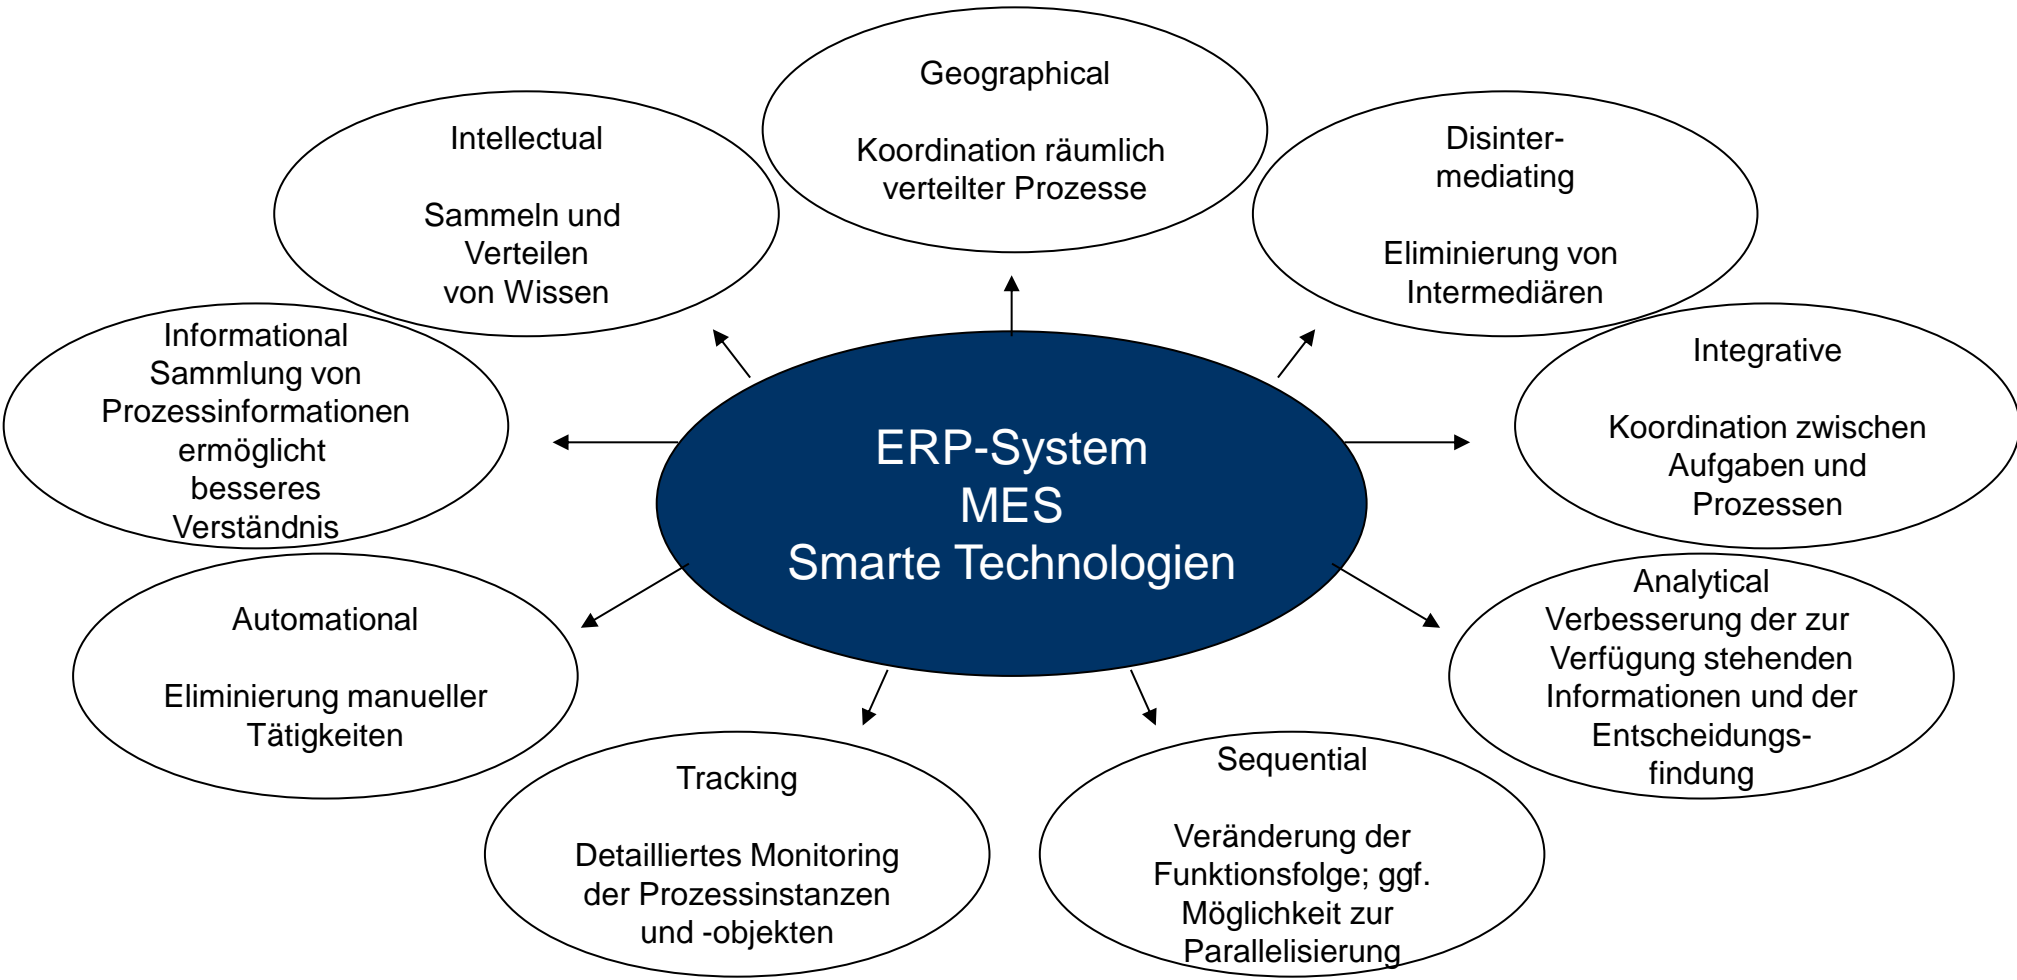 Geographical
Koordination räumlich
verteilter Prozesse
Intellectual
Sammeln und
Verteilen
von Wissen
Disinter-
mediating
Eliminierung von
Intermediären
Informational
Sammlung von
Prozessinformationen
ermöglicht
besseres
Verständnis
Integrative
Koordination zwischen
Aufgaben und
Prozessen
ERP-System
MES
Smarte Technologien
Automational
Eliminierung manueller
Tätigkeiten
Analytical
Verbesserung der zur
Verfügung stehenden
Informationen und der
Entscheidungs-
findung
Tracking
Detailliertes Monitoring
der Prozessinstanzen
und -objekten
Sequential
Veränderung der
Funktionsfolge; ggf.
Möglichkeit zur
Parallelisierung